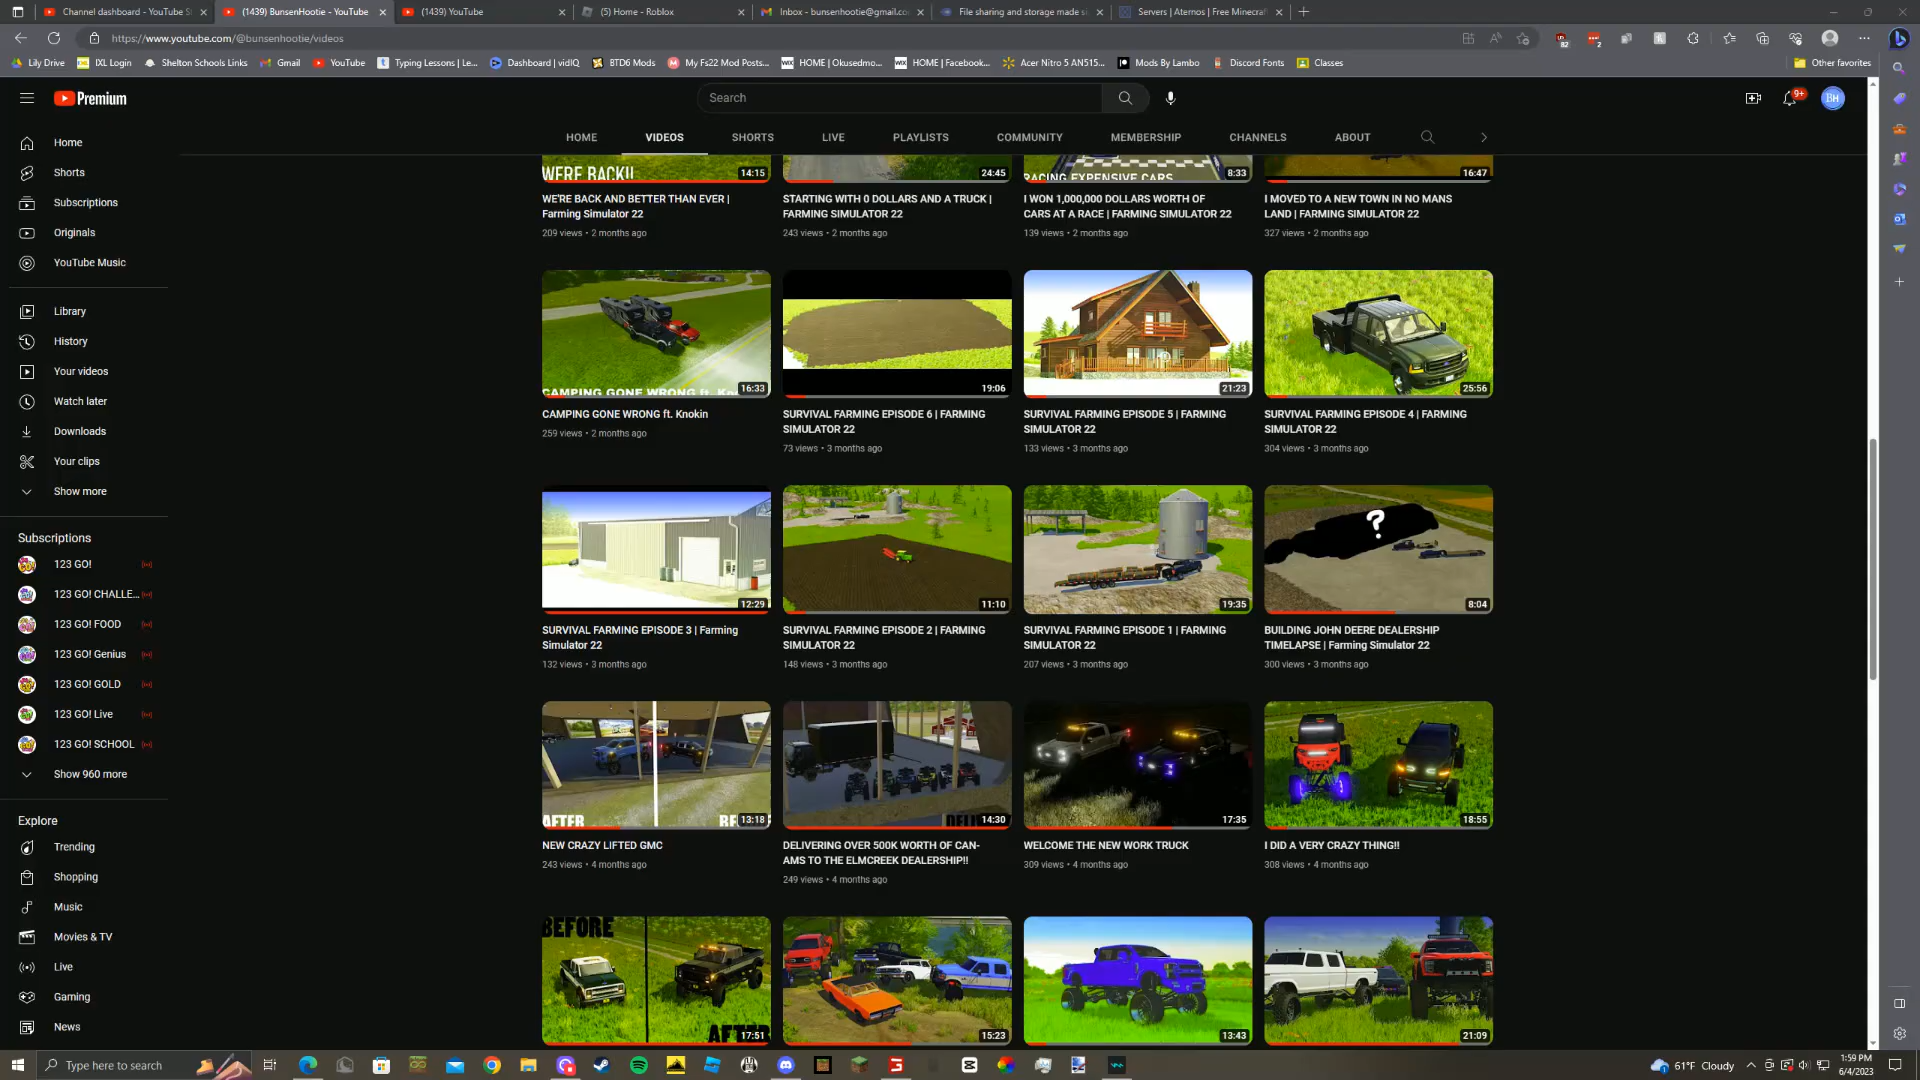 Channel dashboard - YouTube St
(1439) BunsenHootie - YouTube
(1439) YouTube
(5) Home - Roblox
Inbox - bunsenhootie@gmail.co
File sharing and storage made si
Servers | Aternos | Free Minecraf
https://www.youtube.com/@bunsenhootie/videos
Lily Drive
IXL Login
Shelton Schools Links
Gmail
YouTube
Typing Lessons | Le...
Dashboard | vidIQ
BTD6 Mods
My Fs22 Mod Posts...
HOME | Okusedmo...
HOME | Facebook...
Acer Nitro 5 AN515...
Mods By Lambo
Discord Fonts
Classes
Other favorites
Premium
Search
9+
BH
HOME
VIDEOS
SHORTS
LIVE
PLAYLISTS
COMMUNITY
MEMBERSHIP
CHANNELS
ABOUT
Home
Shorts
Subscriptions
Originals
YouTube Music
Library
History
Your videos
Watch later
Downloads
Your clips
Show more
Subscriptions
123 GO!
123 GO! CHALLE...
123 GO! FOOD
123 GO! Genius
123 GO! GOLD
123 GO! Live
123 GO! SCHOOL
Show 960 more
Explore
Trending
Shopping
Music
Movies & TV
Live
Gaming
News
WERE BACK!!
14:15
24:45
RACING EXPENSIVE CARS
8:33
16:47
WE'RE BACK AND BETTER THAN EVER |
Farming Simulator 22
209 views • 2 months ago
STARTING WITH 0 DOLLARS AND A TRUCK |
FARMING SIMULATOR 22
243 views • 2 months ago
I WON 1,000,000 DOLLARS WORTH OF
CARS AT A RACE | FARMING SIMULATOR 22
139 views • 2 months ago
I MOVED TO A NEW TOWN IN NO MANS
LAND | FARMING SIMULATOR 22
327 views • 2 months ago
CAMPING GONE WRONG ft. Kno
16:33
19:06
21:23
25:56
CAMPING GONE WRONG ft. Knokin
259 views • 2 months ago
SURVIVAL FARMING EPISODE 6 | FARMING
SIMULATOR 22
73 views • 3 months ago
SURVIVAL FARMING EPISODE 5 | FARMING
SIMULATOR 22
133 views • 3 months ago
SURVIVAL FARMING EPISODE 4 | FARMING
SIMULATOR 22
304 views • 3 months ago
12:29
11:10
19:35
?
8:04
SURVIVAL FARMING EPISODE 3 | Farming
Simulator 22
132 views • 3 months ago
SURVIVAL FARMING EPISODE 2 | FARMING
SIMULATOR 22
148 views • 3 months ago
SURVIVAL FARMING EPISODE 1 | FARMING
SIMULATOR 22
207 views • 3 months ago
BUILDING JOHN DEERE DEALERSHIP
TIMELAPSE | Farming Simulator 22
300 views • 3 months ago
AFTER
BE
13:18
DELI
14:30
17:35
18:55
NEW CRAZY LIFTED GMC
243 views • 4 months ago
DELIVERING OVER 500K WORTH OF CAN-
AMS TO THE ELMCREEK DEALERSHIP!!
249 views • 4 months ago
WELCOME THE NEW WORK TRUCK
309 views • 4 months ago
I DID A VERY CRAZY THING!!
308 views • 4 months ago
BEFORE
AFTER
17:51
15:23
13:43
21:09
Type here to search
61°F Cloudy
1:59 PM
6/4/2023